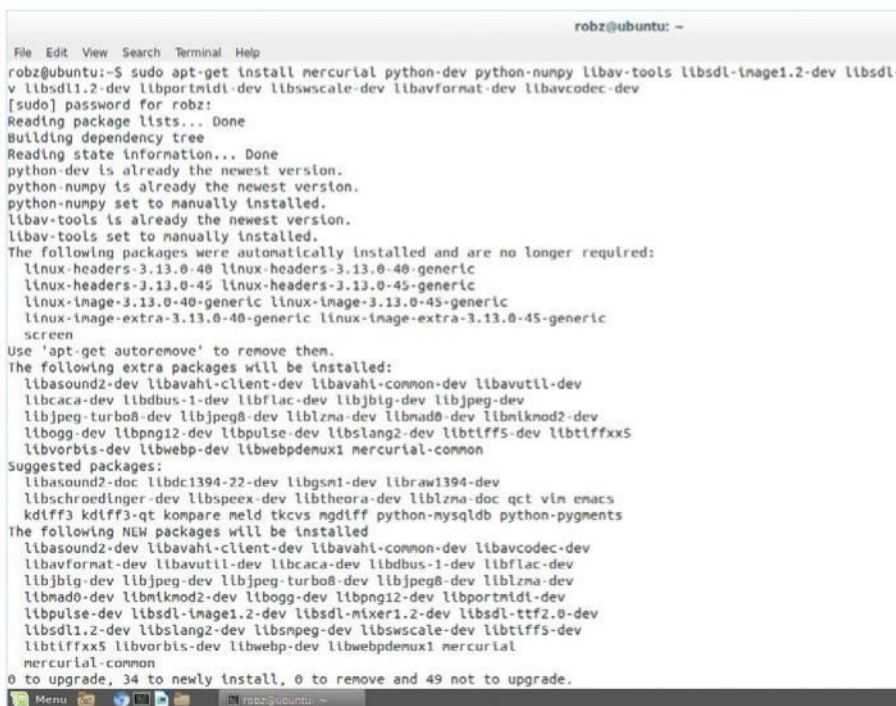 robz@ubuntu: ~
File Edit View Search Terminal Help
robz@ubuntu:~$ sudo apt-get install mercurial python-dev python-numpy libav-tools libsdl-image1.2-dev libsdl-
v libsdl1.2-dev libportmidi-dev libswscale-dev libavformat-dev libavcodec-dev
[sudo] password for robz:
Reading package lists... Done
Building dependency tree
Reading state information... Done
python-dev is already the newest version.
python-numpy is already the newest version.
python-numpy set to manually installed.
libav-tools is already the newest version.
libav-tools set to manually installed.
The following packages were automatically installed and are no longer required:
linux-headers-3.13.0-40 linux-headers-3.13.0-40-generic
linux-headers-3.13.0-45 linux-headers-3.13.0-45-generic
linux-image-3.13.0-40-generic linux-image-3.13.0-45-generic
linux-image-extra-3.13.0-40-generic linux-image-extra-3.13.0-45-generic
screen
Use 'apt-get autoremove' to remove them.
The following extra packages will be installed:
libasound2-dev libavahi-client-dev libavahi-common-dev libavutil-dev
libcaca-dev libdbus-1-dev libflac-dev libjbig-dev libjpeg-dev
libjpeg-turbo8-dev libjpeg8-dev liblzma-dev libmad0-dev libmikmod2-dev
libogg-dev libpng12-dev libpulse-dev libslang2-dev libtiff5-dev libtiffxx5
libvorbis-dev libwebp-dev libwebpdemux1 mercurial-common
Suggested packages:
libasound2-doc libdc1394-22-dev libgsm1-dev libraw1394-dev
libschroedinger-dev libspeex-dev libtheora-dev liblzma-doc qct vim emacs
kdiff3 kdiff3-qt kompare meld tkcvs mgdiff python-mysqldb python-pygments
The following NEW packages will be installed
libasound2-dev libavahi-client-dev libavahi-common-dev libavcodec-dev
libavformat-dev libavutil-dev libcaca-dev libdbus-1-dev libflac-dev
libjbig-dev libjpeg-dev libjpeg-turbo8-dev libjpeg8-dev liblzma-dev
libmad0-dev libmikmod2-dev libogg-dev libpng12-dev libportmidi-dev
libpulse-dev libsdl-image1.2-dev libsdl-mixer1.2-dev libsdl-ttf2.0-dev
libsdl1.2-dev libslang2-dev libsmpeg-dev libswscale-dev libtiff5-dev
libtiffxx5 libvorbis-dev libwebp-dev libwebpdemux1 mercurial
mercurial-common
0 to upgrade, 34 to newly install, 0 to remove and 49 not to upgrade.
Menu robz@ubuntu: ~